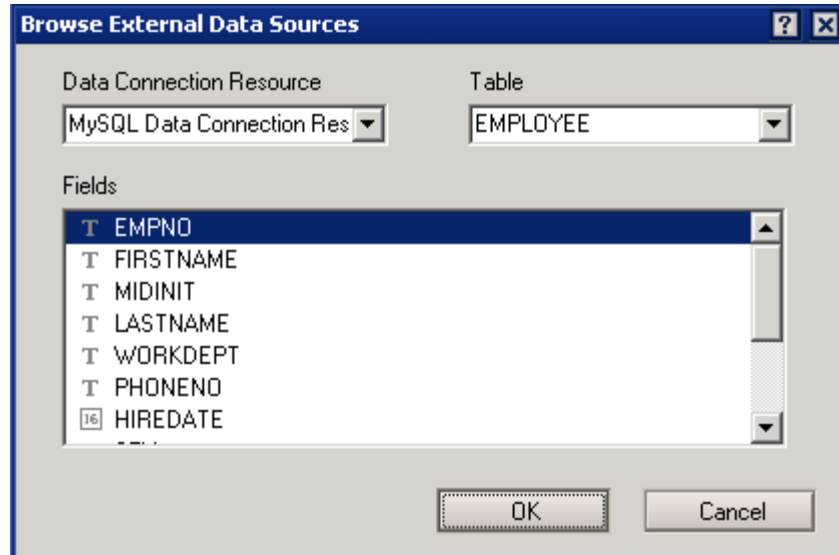 Browse External Data Sources
Data Connection Resource Table
MySQL Data Connection Res EMPLOYEE
Fields
T EMPNO
T FIRSTNAME
T MIDINIT
T LASTNAME
T WORKDEPT
T PHONENO
16 HIREDATE
OK Cancel